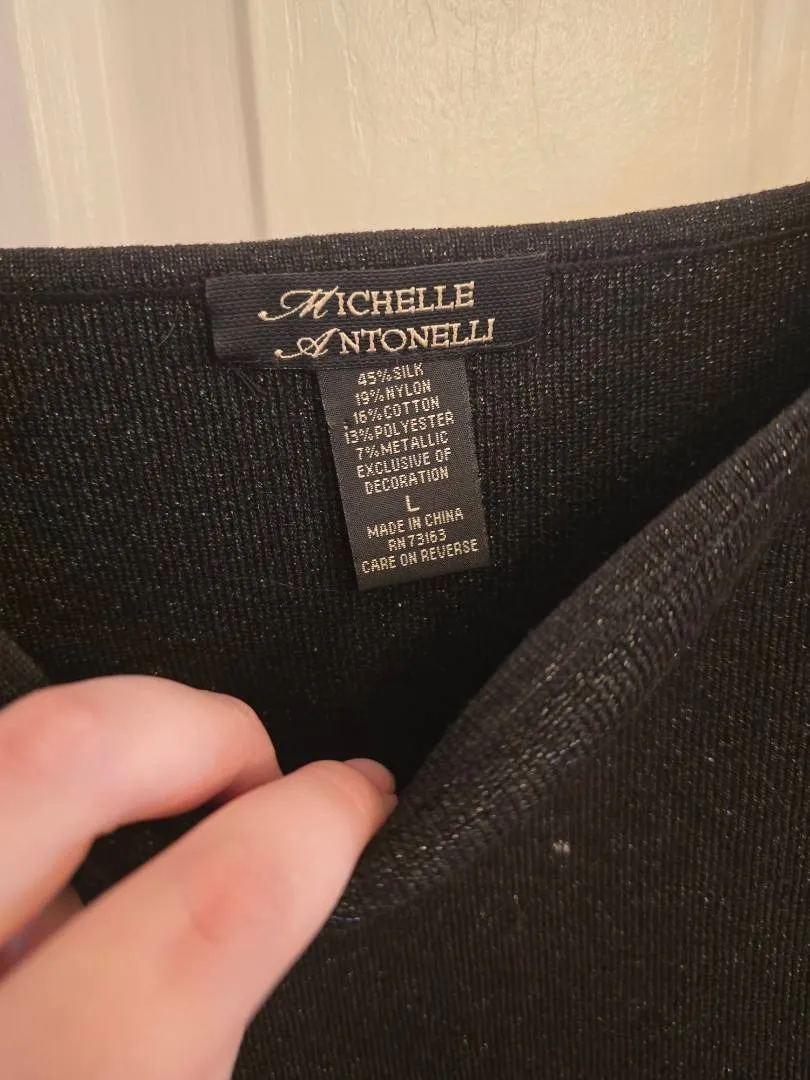 MICHELLE
ANTONELLI
45% SILK
19% NYLON
16% COTTON
13% POLYESTER
7% METALLIC
EXCLUSIVE OF
DECORATION
L
MADE IN CHINA
RN 73163
CARE ON REVERSE